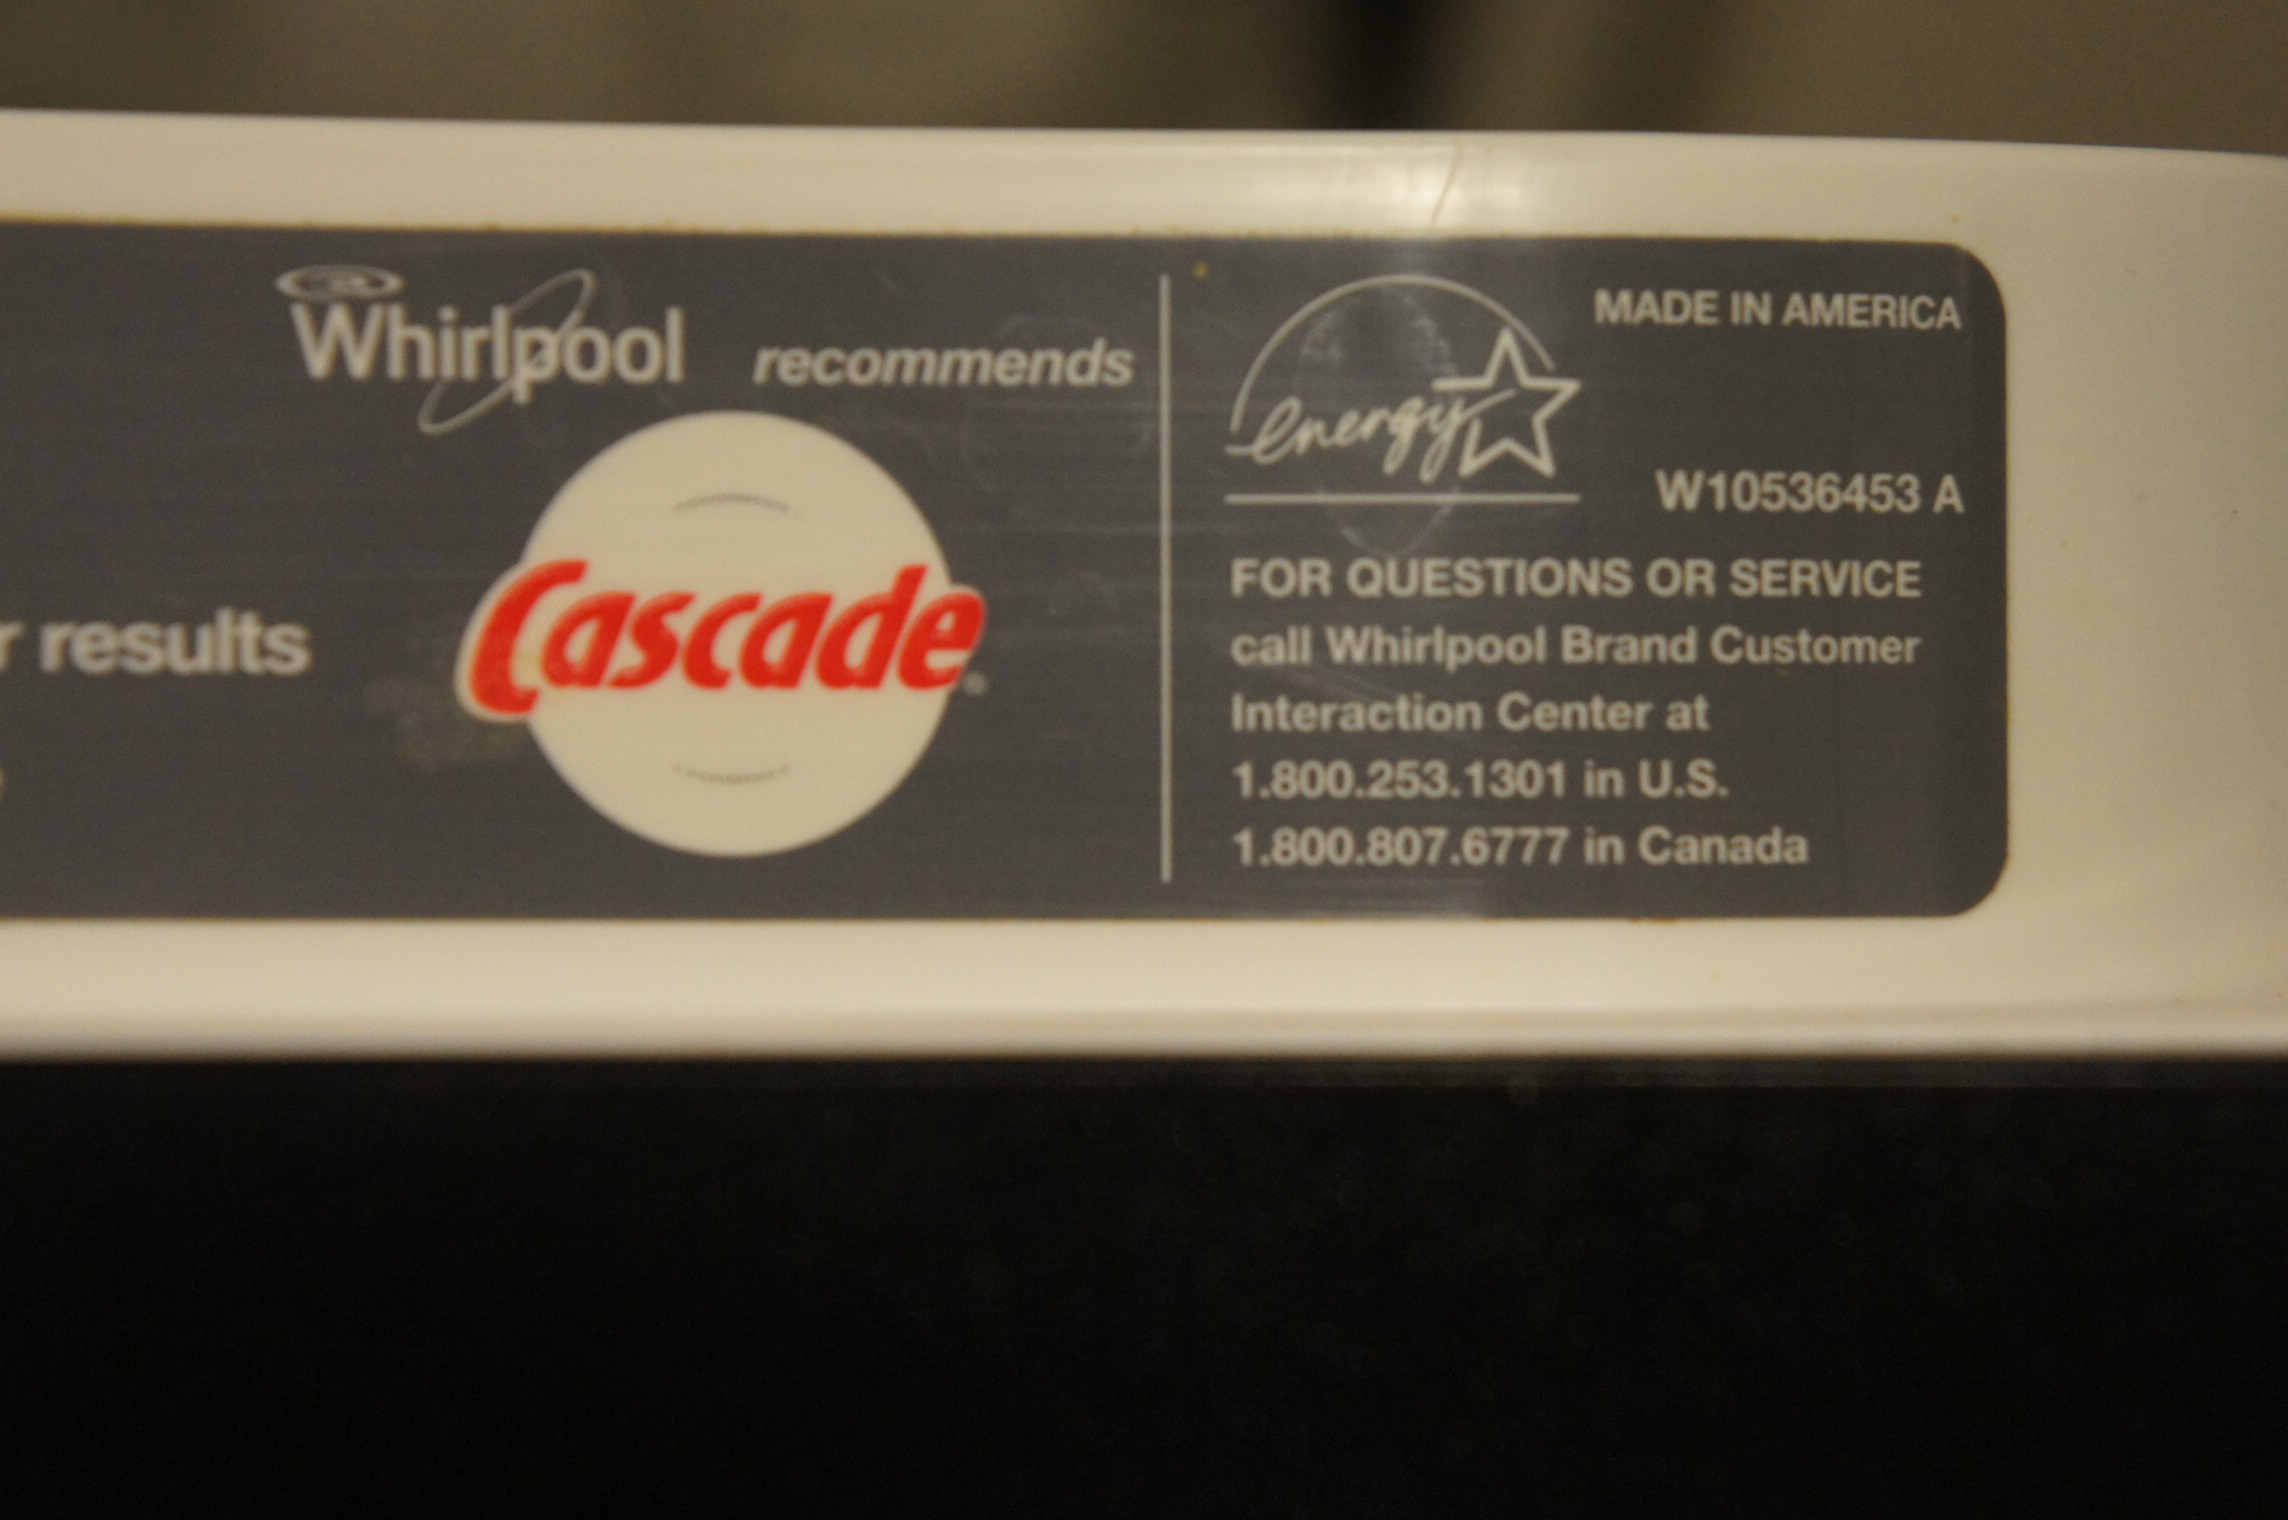 Whirlpool recommends
r results
Cascade
energy
MADE IN AMERICA
W10536453 A
FOR QUESTIONS OR SERVICE
call Whirlpool Brand Customer
Interaction Center at
1.800.253.1301 in U.S.
1.800.807.6777 in Canada